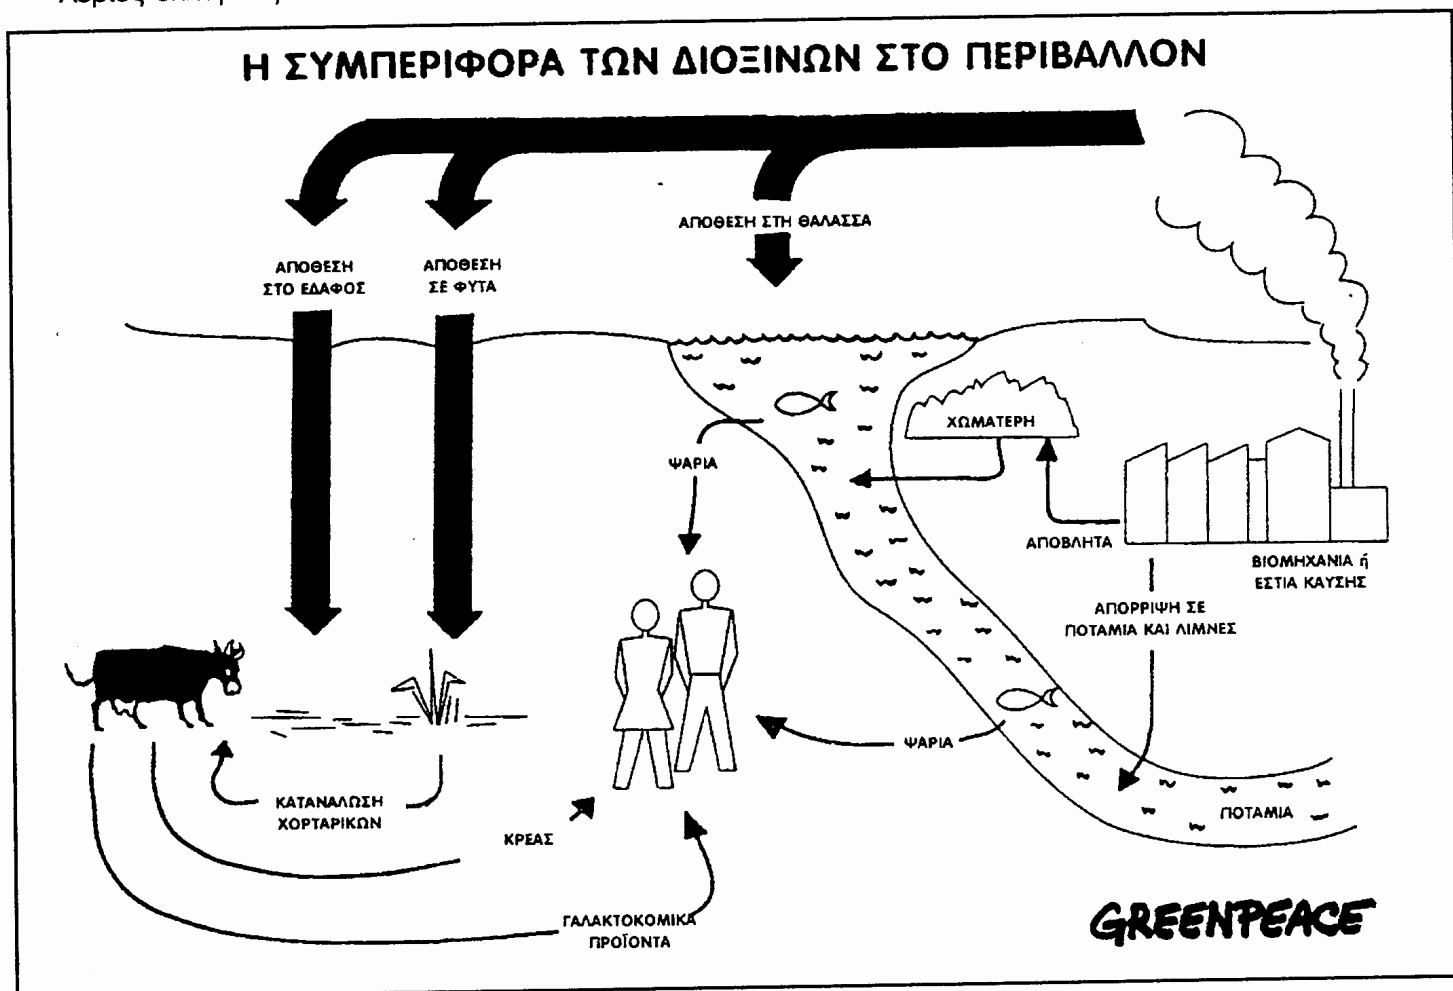 Η ΣΥΜΠΕΡΙΦΟΡΑ ΤΩΝ ΔΙΟΞΙΝΩΝ ΣΤΟ ΠΕΡΙΒΑΛΛΟΝ
ΑΠΟΘΕΣΗ ΣΤΗ ΘΑΛΑΣΣΑ
ΑΠΟΘΕΣΗ
ΣΤΟ ΕΔΑΦΟΣ
ΑΠΟΘΕΣΗ
ΣΕ ΦΥΤΑ
ΧΩΜΑΤΕΡΗ
ΨΑΡΙΑ
ΑΠΟΒΛΗΤΑ
ΒΙΟΜΗΧΑΝΙΑ ή
ΕΣΤΙΑ ΚΑΥΣΗΣ
ΑΠΟΡΡΙΨΗ ΣΕ
ΠΟΤΑΜΙΑ ΚΑΙ ΛΙΜΝΕΣ
ΨΑΡΙΑ
ΚΑΤΑΝΑΛΩΣΗ
ΧΟΡΤΑΡΙΚΩΝ
ΠΟΤΑΜΙΑ
ΚΡΕΑΣ
ΓΑΛΑΚΤΟΚΟΜΙΚΑ
ΠΡΟΪΟΝΤΑ
GREENPEACE